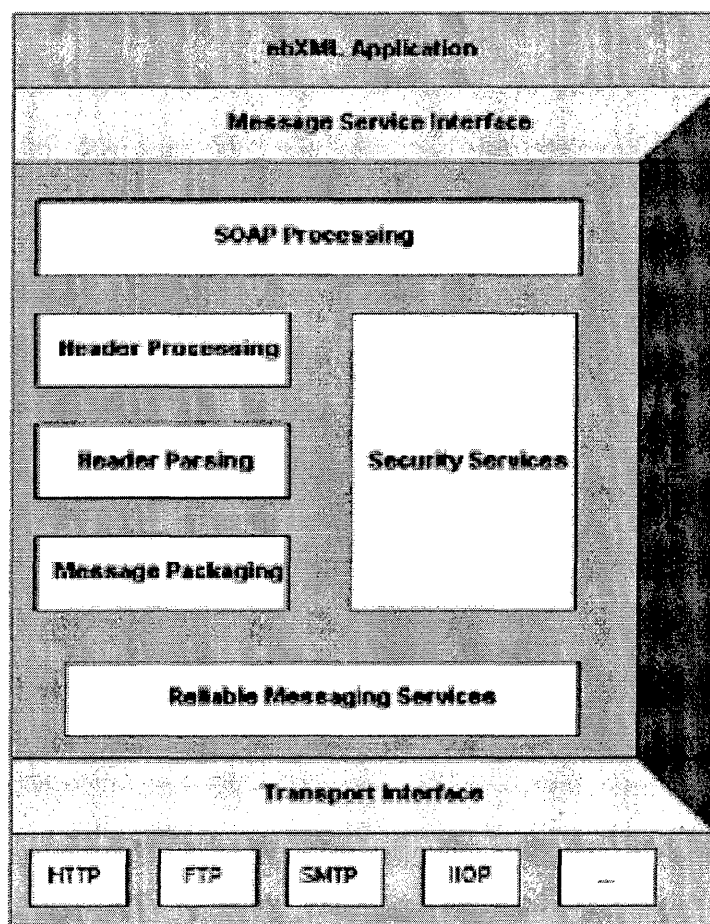 ebXML Application
Message Service Interface
SOAP Processing
Header Processing
Header Parsing
Security Services
Message Packaging
Reliable Messaging Services
Transport Interface
HTTP
FTP
SMTP
IIOP
...